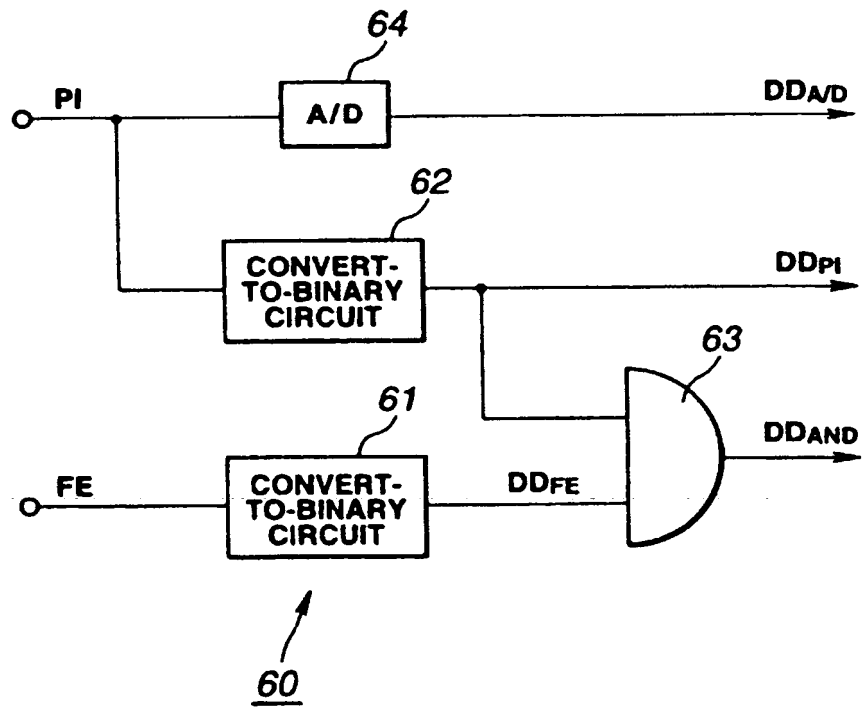 64
PI
A/D
DDA/D
62
CONVERT-
TO-BINARY
CIRCUIT
DDPI
63
61
DDAND
FE
CONVERT-
TO-BINARY
CIRCUIT
DDFE
60